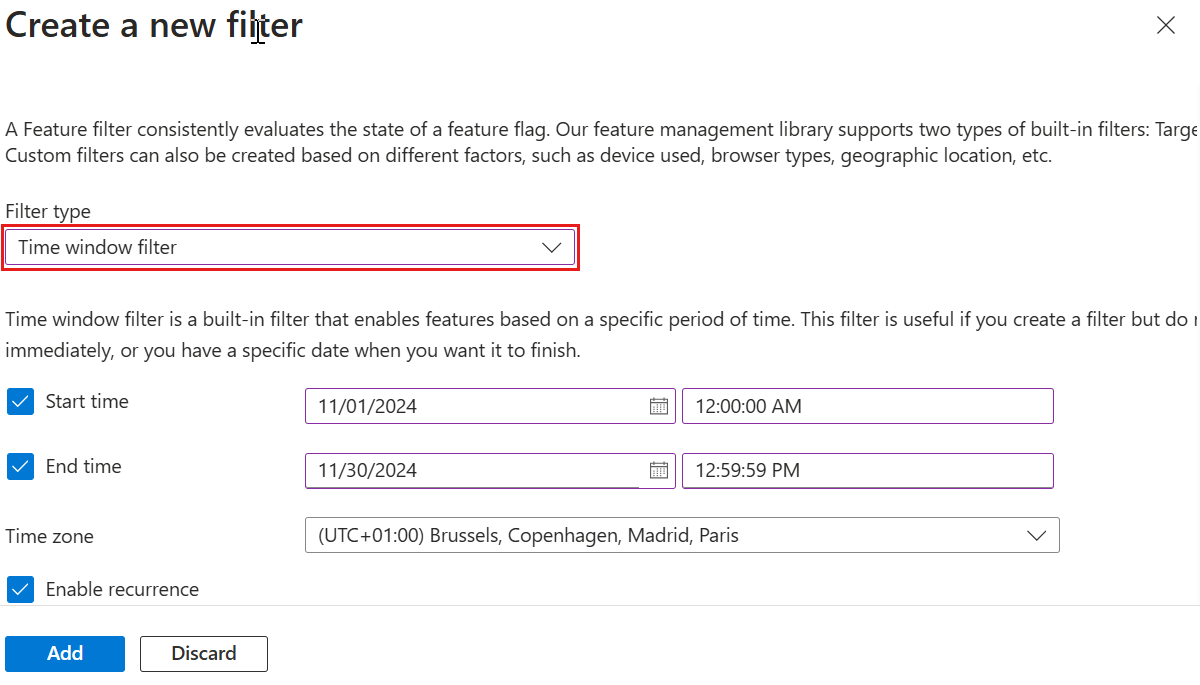 Create a new filter
A Feature filter consistently evaluates the state of a feature flag. Our feature management library supports two types of built-in filters: Targe
Custom filters can also be created based on different factors, such as device used, browser types, geographic location, etc.
Filter type
Time window filter
Time window filter is a built-in filter that enables features based on a specific period of time. This filter is useful if you create a filter but do
immediately, or you have a specific date when you want it to finish.
Start time 11/01/2024 12:00:00 AM
End time 11/30/2024 12:59:59 PM
Time zone (UTC+01:00) Brussels, Copenhagen, Madrid, Paris
Enable recurrence
Add Discard